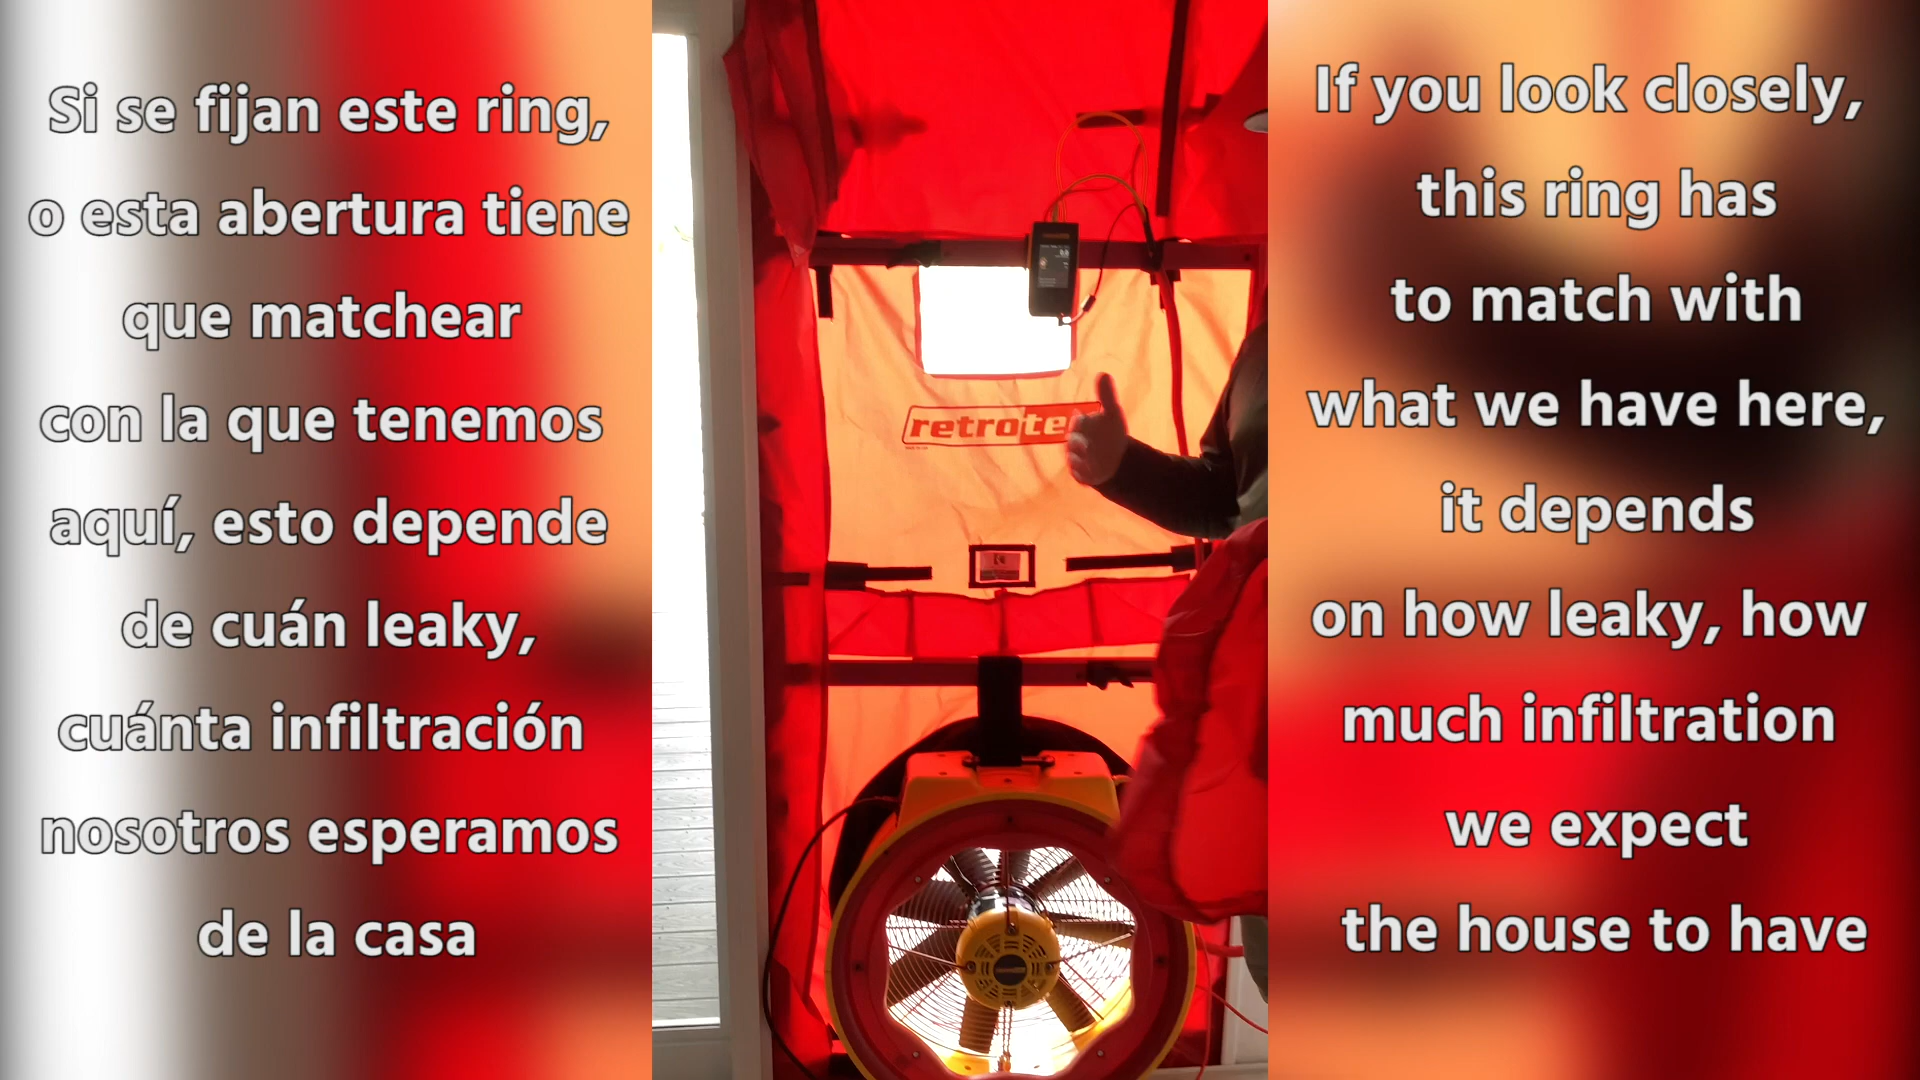 Si se fijan este ring,
o esta abertura tiene
que matchear
con la que tenemos
aquí, esto depende
de cuán leaky,
cuánta infiltración
nosotros esperamos
de la casa
retrote
If you look closely,
this ring has
to match with
what we have here,
it depends
on how leaky, how
much infiltration
we expect
the house to have